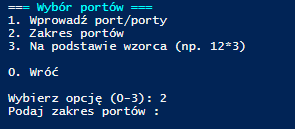 === Wybór portów ===
1. Wprowadź port/porty
2. Zakres portów
3. Na podstawie wzorca (np. 12*3)
0. Wróć
Wybierz opcję (0-3): 2
Podaj zakres portów :